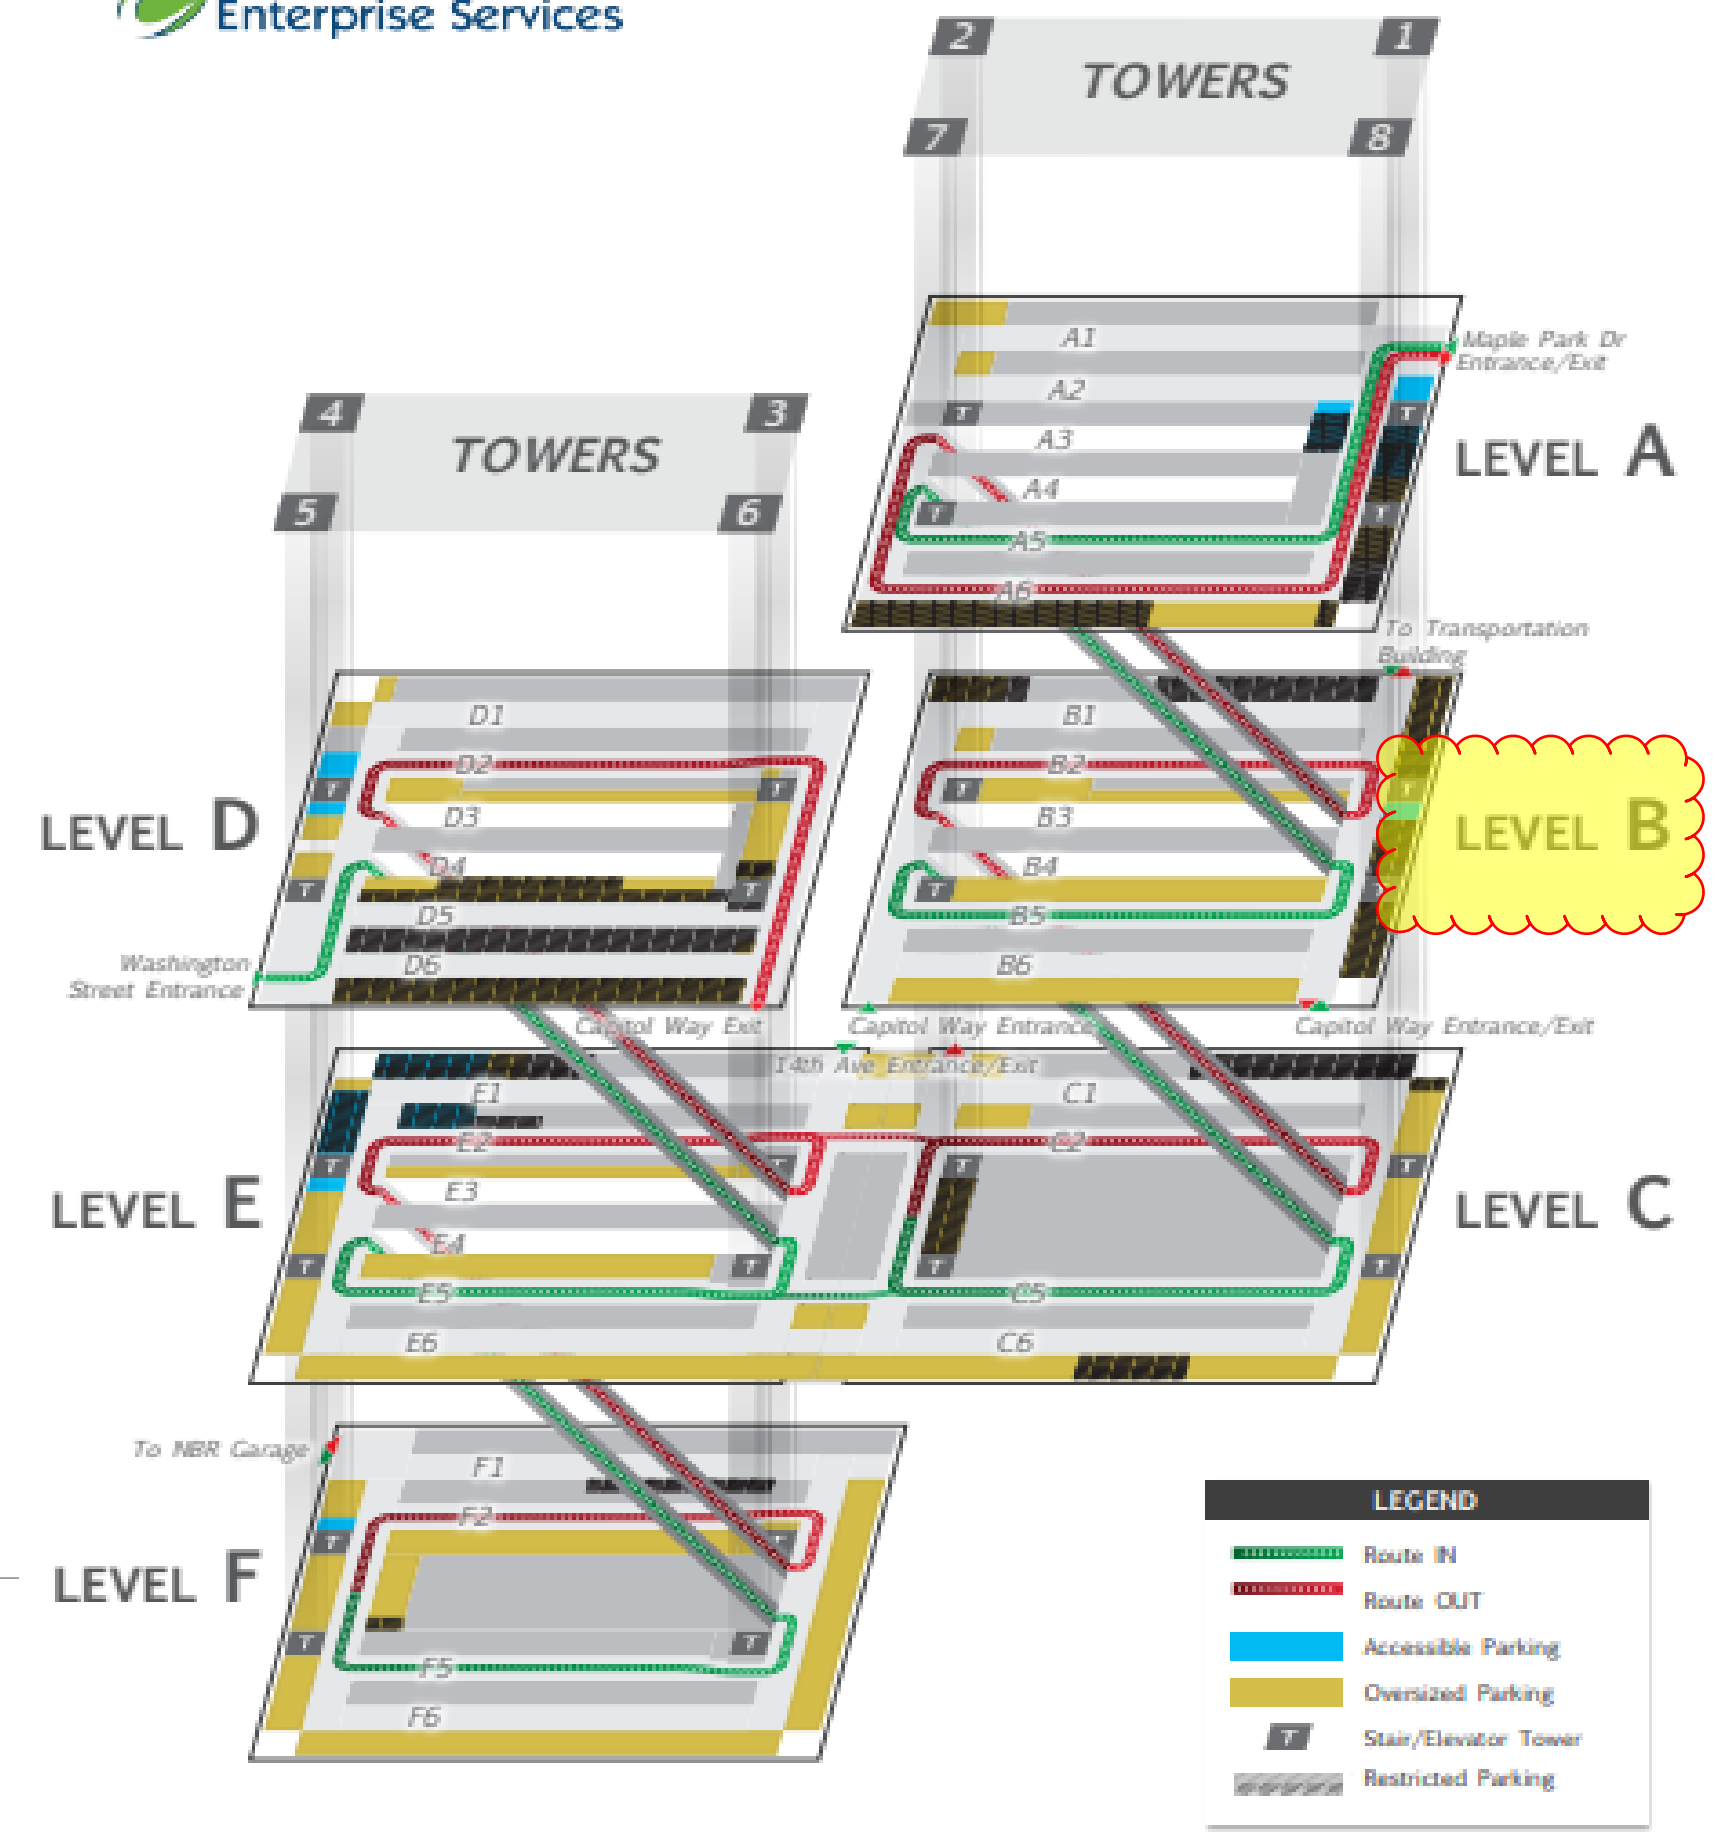 Enterprise Services
2
1
TOWERS
7
8
A1
Maple Park Dr
Entrance/Exit
A2
T
T
A3
LEVEL A
A4
T
T
A5
A6
4
3
TOWERS
5
6
To Transportation
Building
D1
B1
D2
B2
T
T
T
T
D3
B3
LEVEL D
LEVEL B
D4
B4
T
T
T
T
D5
B5
D6
B6
Washington
Street Entrance
Capitol Way Exit
Capitol Way Entrance
Capitol Way Entrance/Exit
14th Ave Entrance/Exit
E1
C1
E2
C2
T
T
T
T
E3
LEVEL E
LEVEL C
E4
T
T
T
T
E5
C5
E6
C6
To NBR Garage
F1
F2
T
T
LEVEL F
T
T
F5
F6
LEGEND
Route IN
Route OUT
Accessible Parking
Oversized Parking
T
Stair/Elevator Tower
Restricted Parking